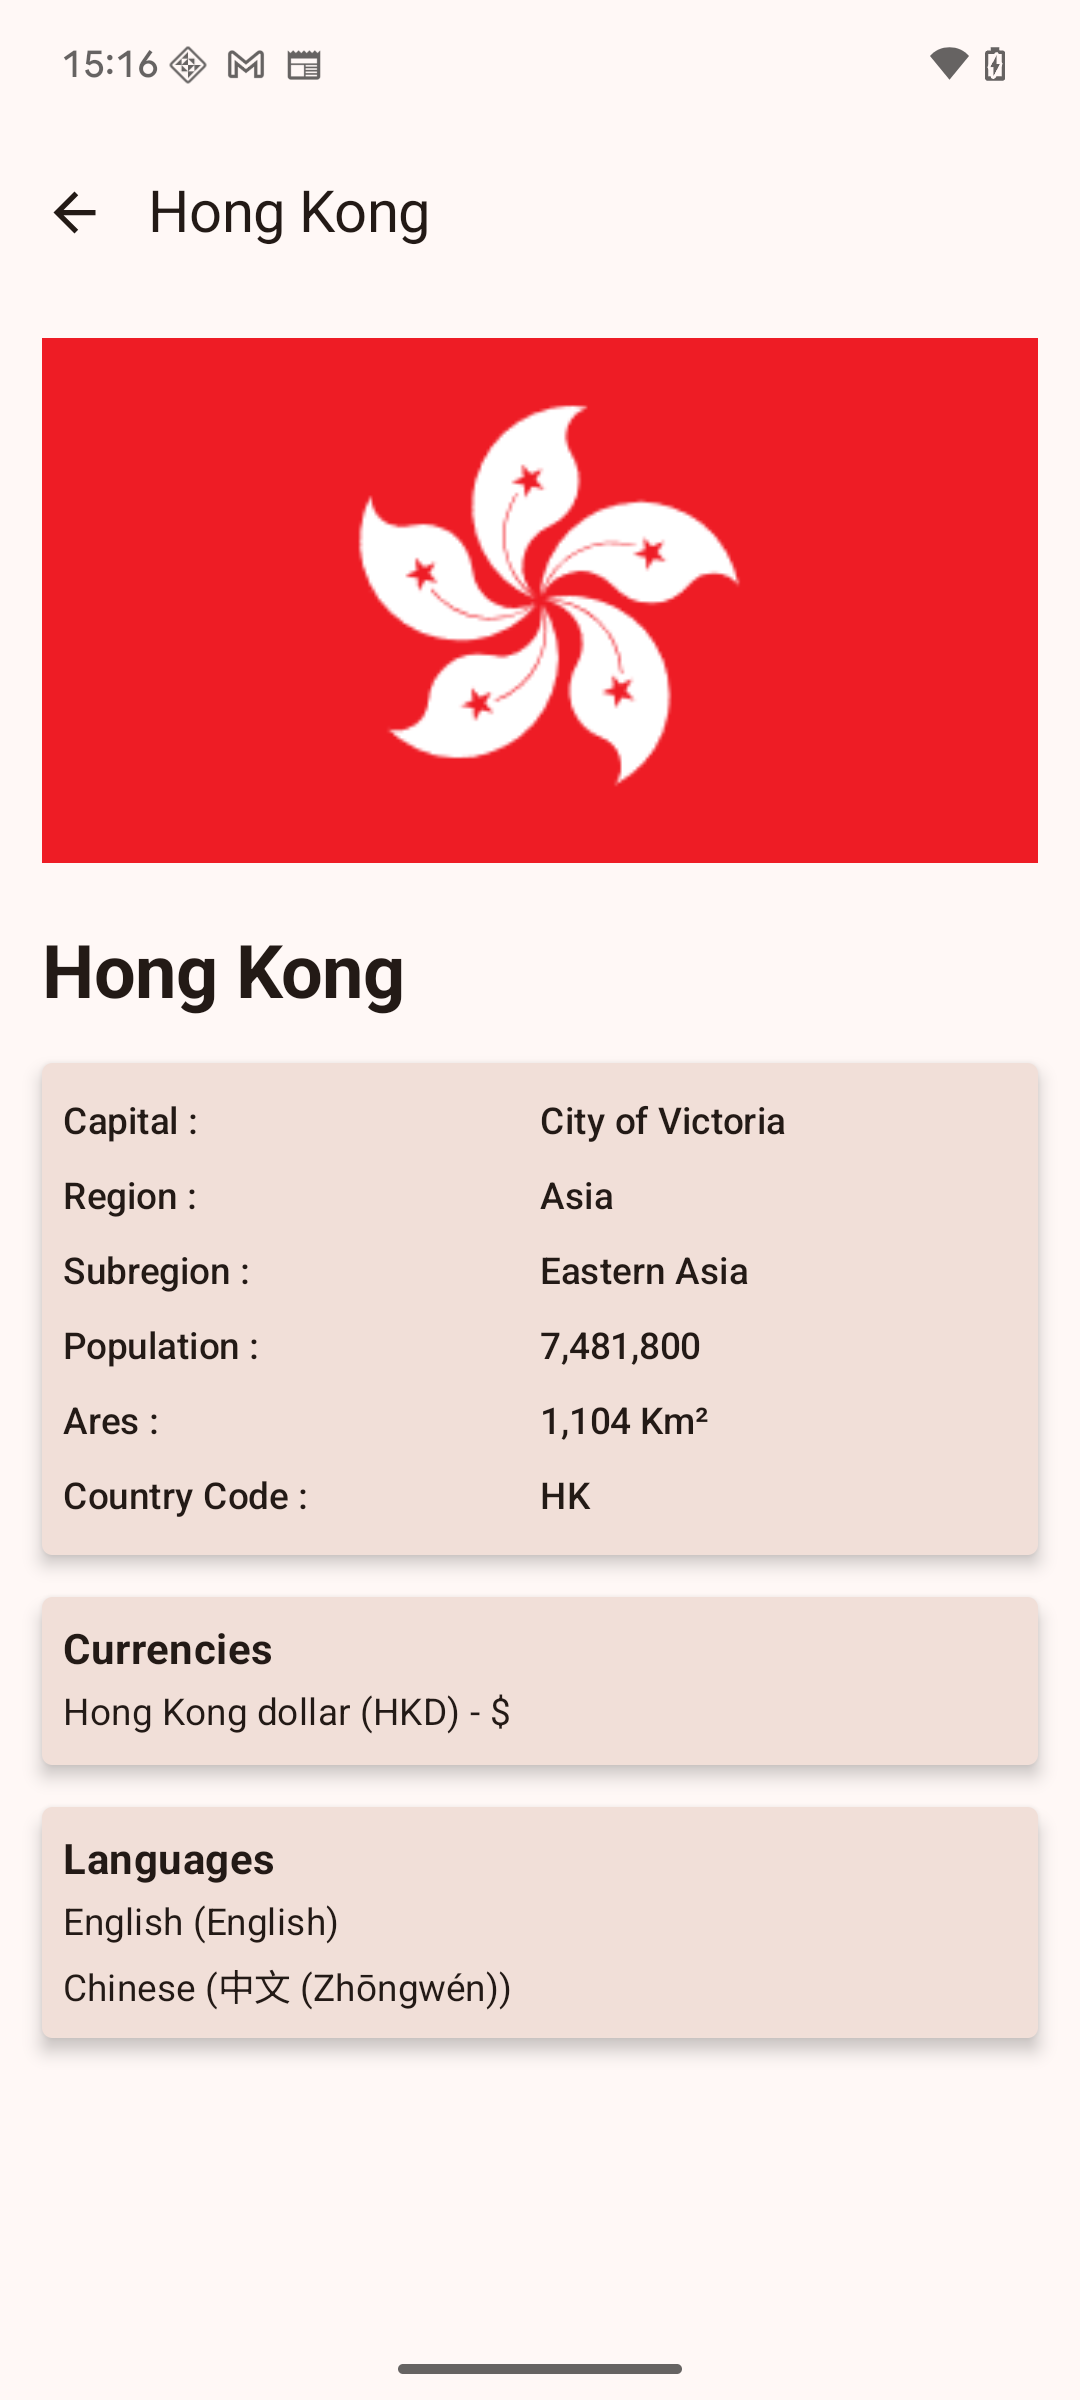 15:16
Hong Kong
Hong Kong
Capital : City of Victoria
Region : Asia
Subregion : Eastern Asia
Population : 7,481,800
Ares : 1,104 Km²
Country Code : HK
Currencies
Hong Kong dollar (HKD) - $
Languages
English (English)
Chinese (中文 (Zhōngwén))